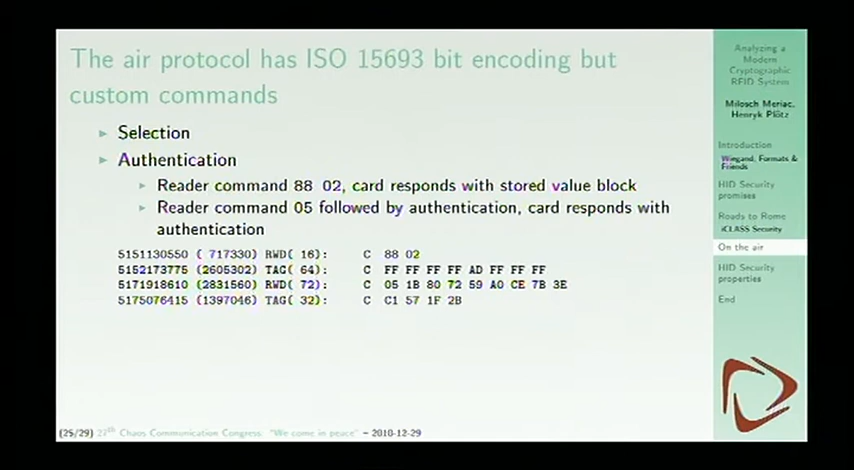 The air protocol has ISO 15693 bit encoding but
custom commands
Selection
Authentication
Reader command 88 02, card responds with stored value block
Reader command 05 followed by authentication, card responds with
authentication
5151130550 ( 717330) RWD( 16): C 88 02
5152173775 (2605302) TAG( 64): C FF FF FF FF AD FF FF FF
5171918610 (2831560) RWD( 72): C 05 1B 80 72 59 A0 CE 7B 3E
5175076415 (1397046) TAG( 32): C C1 57 1F 2B
(25/29) 27th Chaos Communication Congress "We come in peace" – 2010-12-29
Analyzing a
Modern
Cryptographic
RFID System
Milosch Meriac,
Henryk Plötz
Introduction
Wiegand, Formats &
Friends
HID Security
promises
Roads to Rome
iCLASS Security
On the air
HID Security
properties
End